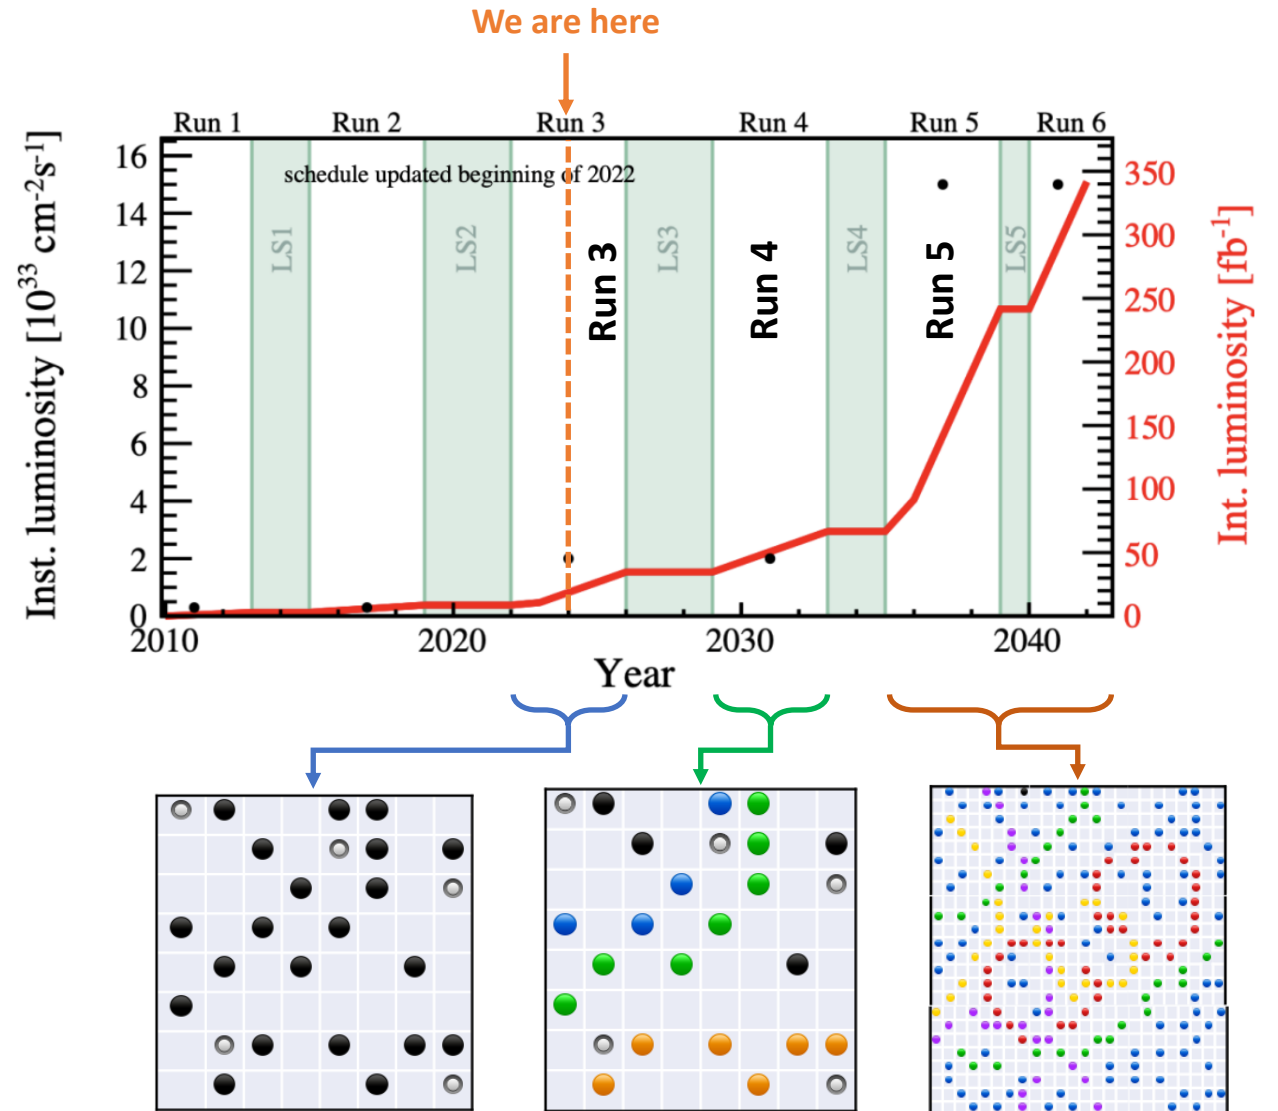 We are here
Run 1 Run 2 Run 3 Run 4 Run 5 Run 6
schedule updated beginning of 2022
Inst. luminosity [10³³ cm⁻²s⁻¹]
16
14
12
10
8
6
4
2
0
LS1
LS2
Run 3
LS3
Run 4
LS4
Run 5
LS5
350
300
250
200
150
100
50
0
Int. luminosity [fb⁻¹]
2010 2020 2030 2040
Year